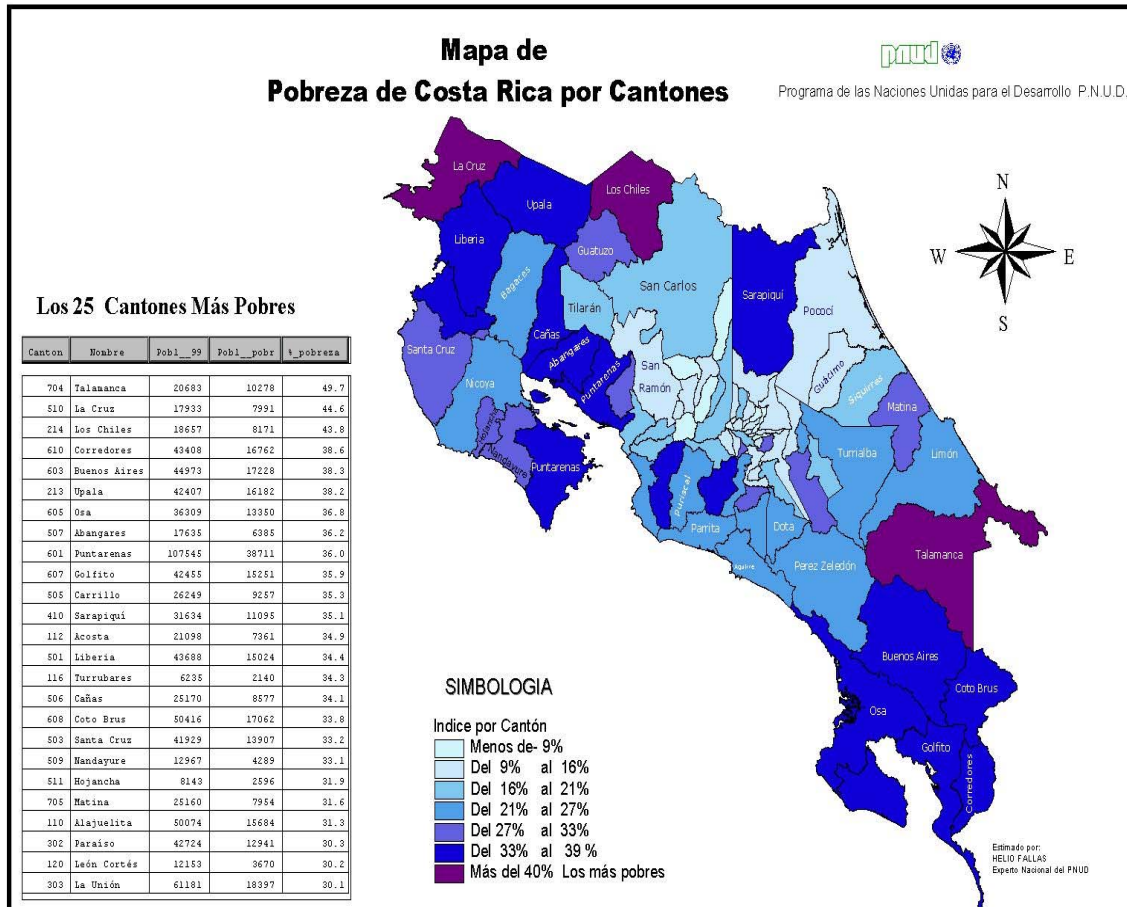 Mapa de
Pobreza de Costa Rica por Cantones
pnud
Programa de las Naciones Unidas para el Desarrollo P.N.U.D.
N
W E
S
La Cruz
Upala
Los Chiles
Liberia
Guatuzo
Bagaces
San Carlos
Sarapiquí
Tilarán
Pococí
Cañas
Santa Cruz
Abangares
San
Ramón
Guácimo
Nicoya
Puntarenas
Siquirres
Matina
Hojancha
Nandayure
Puntarenas
Turrialba
Limón
Puriscal
Parrita
Dota
Talamanca
Aguirre
Perez Zeledón
Buenos Aires
Coto Brus
Osa
Golfito
Corredores
Los 25 Cantones Más Pobres
Canton Nombre Pobl__99 Pobl__pobr %_pobreza
704 Talamanca 20683 10278 49.7
510 La Cruz 17933 7991 44.6
214 Los Chiles 18657 8171 43.8
610 Corredores 43408 16762 38.6
603 Buenos Aires 44973 17228 38.3
213 Upala 42407 16182 38.2
605 Osa 36309 13350 36.8
507 Abangares 17635 6385 36.2
601 Puntarenas 107545 38711 36.0
607 Golfito 42455 15251 35.9
505 Carrillo 26249 9257 35.3
410 Sarapiquí 31634 11095 35.1
112 Acosta 21098 7361 34.9
501 Liberia 43688 15024 34.4
116 Turrubares 6235 2140 34.3
506 Cañas 25170 8577 34.1
608 Coto Brus 50416 17062 33.8
503 Santa Cruz 41929 13907 33.2
509 Nandayure 12967 4289 33.1
511 Hojancha 8143 2596 31.9
705 Matina 25160 7954 31.6
110 Alajuelita 50074 15684 31.3
302 Paraíso 42724 12941 30.3
120 León Cortés 12153 3670 30.2
303 La Unión 61181 18397 30.1
SIMBOLOGIA
Indice por Cantón
Menos de- 9%
Del 9% al 16%
Del 16% al 21%
Del 21% al 27%
Del 27% al 33%
Del 33% al 39 %
Más del 40% Los más pobres
Estimado por:
HELIO FALLAS
Experto Nacional del PNUD